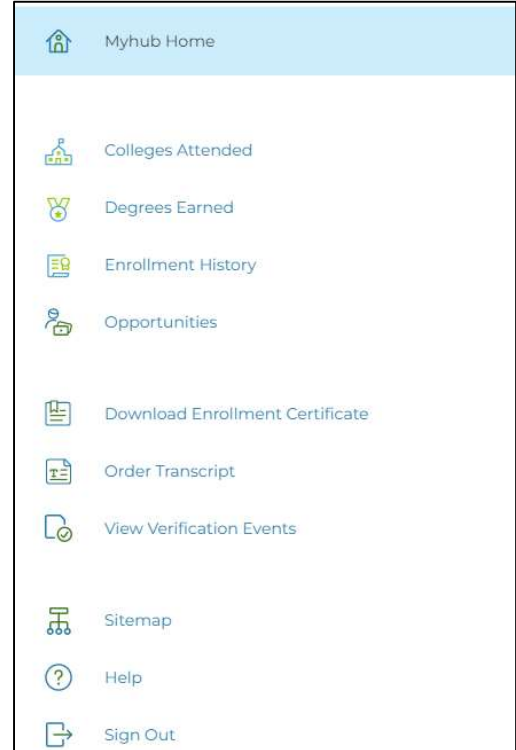 Myhub Home
Colleges Attended
Degrees Earned
Enrollment History
Opportunities
Download Enrollment Certificate
Order Transcript
View Verification Events
Sitemap
Help
Sign Out